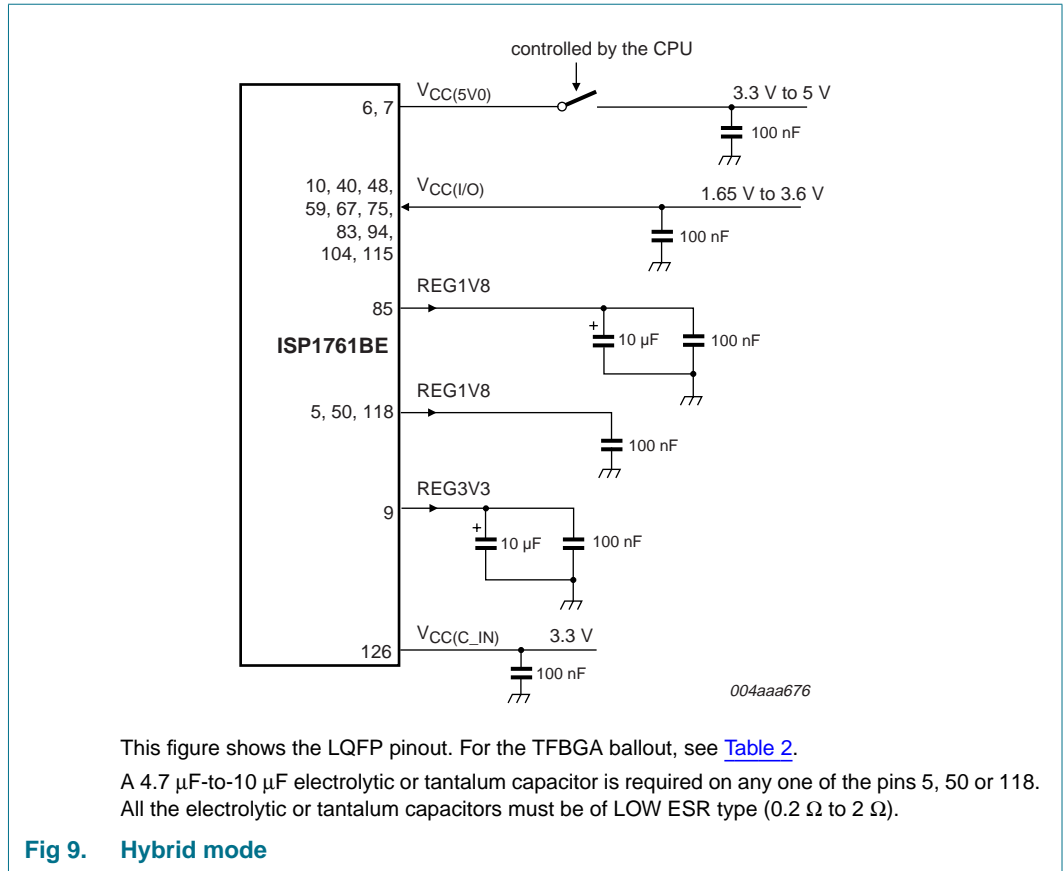 controlled by the CPU
6, 7
VCC(5V0)
3.3 V to 5 V
100 nF
10, 40, 48,
59, 67, 75,
83, 94,
104, 115
VCC(I/O)
1.65 V to 3.6 V
100 nF
85
REG1V8
+
10 µF
100 nF
ISP1761BE
5, 50, 118
REG1V8
100 nF
9
REG3V3
+
10 µF
100 nF
126
VCC(C_IN)
3.3 V
100 nF
004aaa676
This figure shows the LQFP pinout. For the TFBGA ballout, see Table 2.
A 4.7 µF-to-10 µF electrolytic or tantalum capacitor is required on any one of the pins 5, 50 or 118.
All the electrolytic or tantalum capacitors must be of LOW ESR type (0.2 Ω to 2 Ω).
Fig 9. Hybrid mode